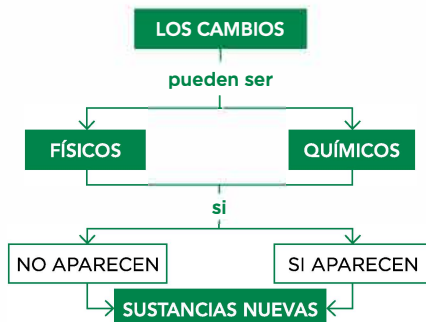 LOS CAMBIOS
pueden ser
FÍSICOS
QUÍMICOS
si
NO APARECEN
SI APARECEN
SUSTANCIAS NUEVAS